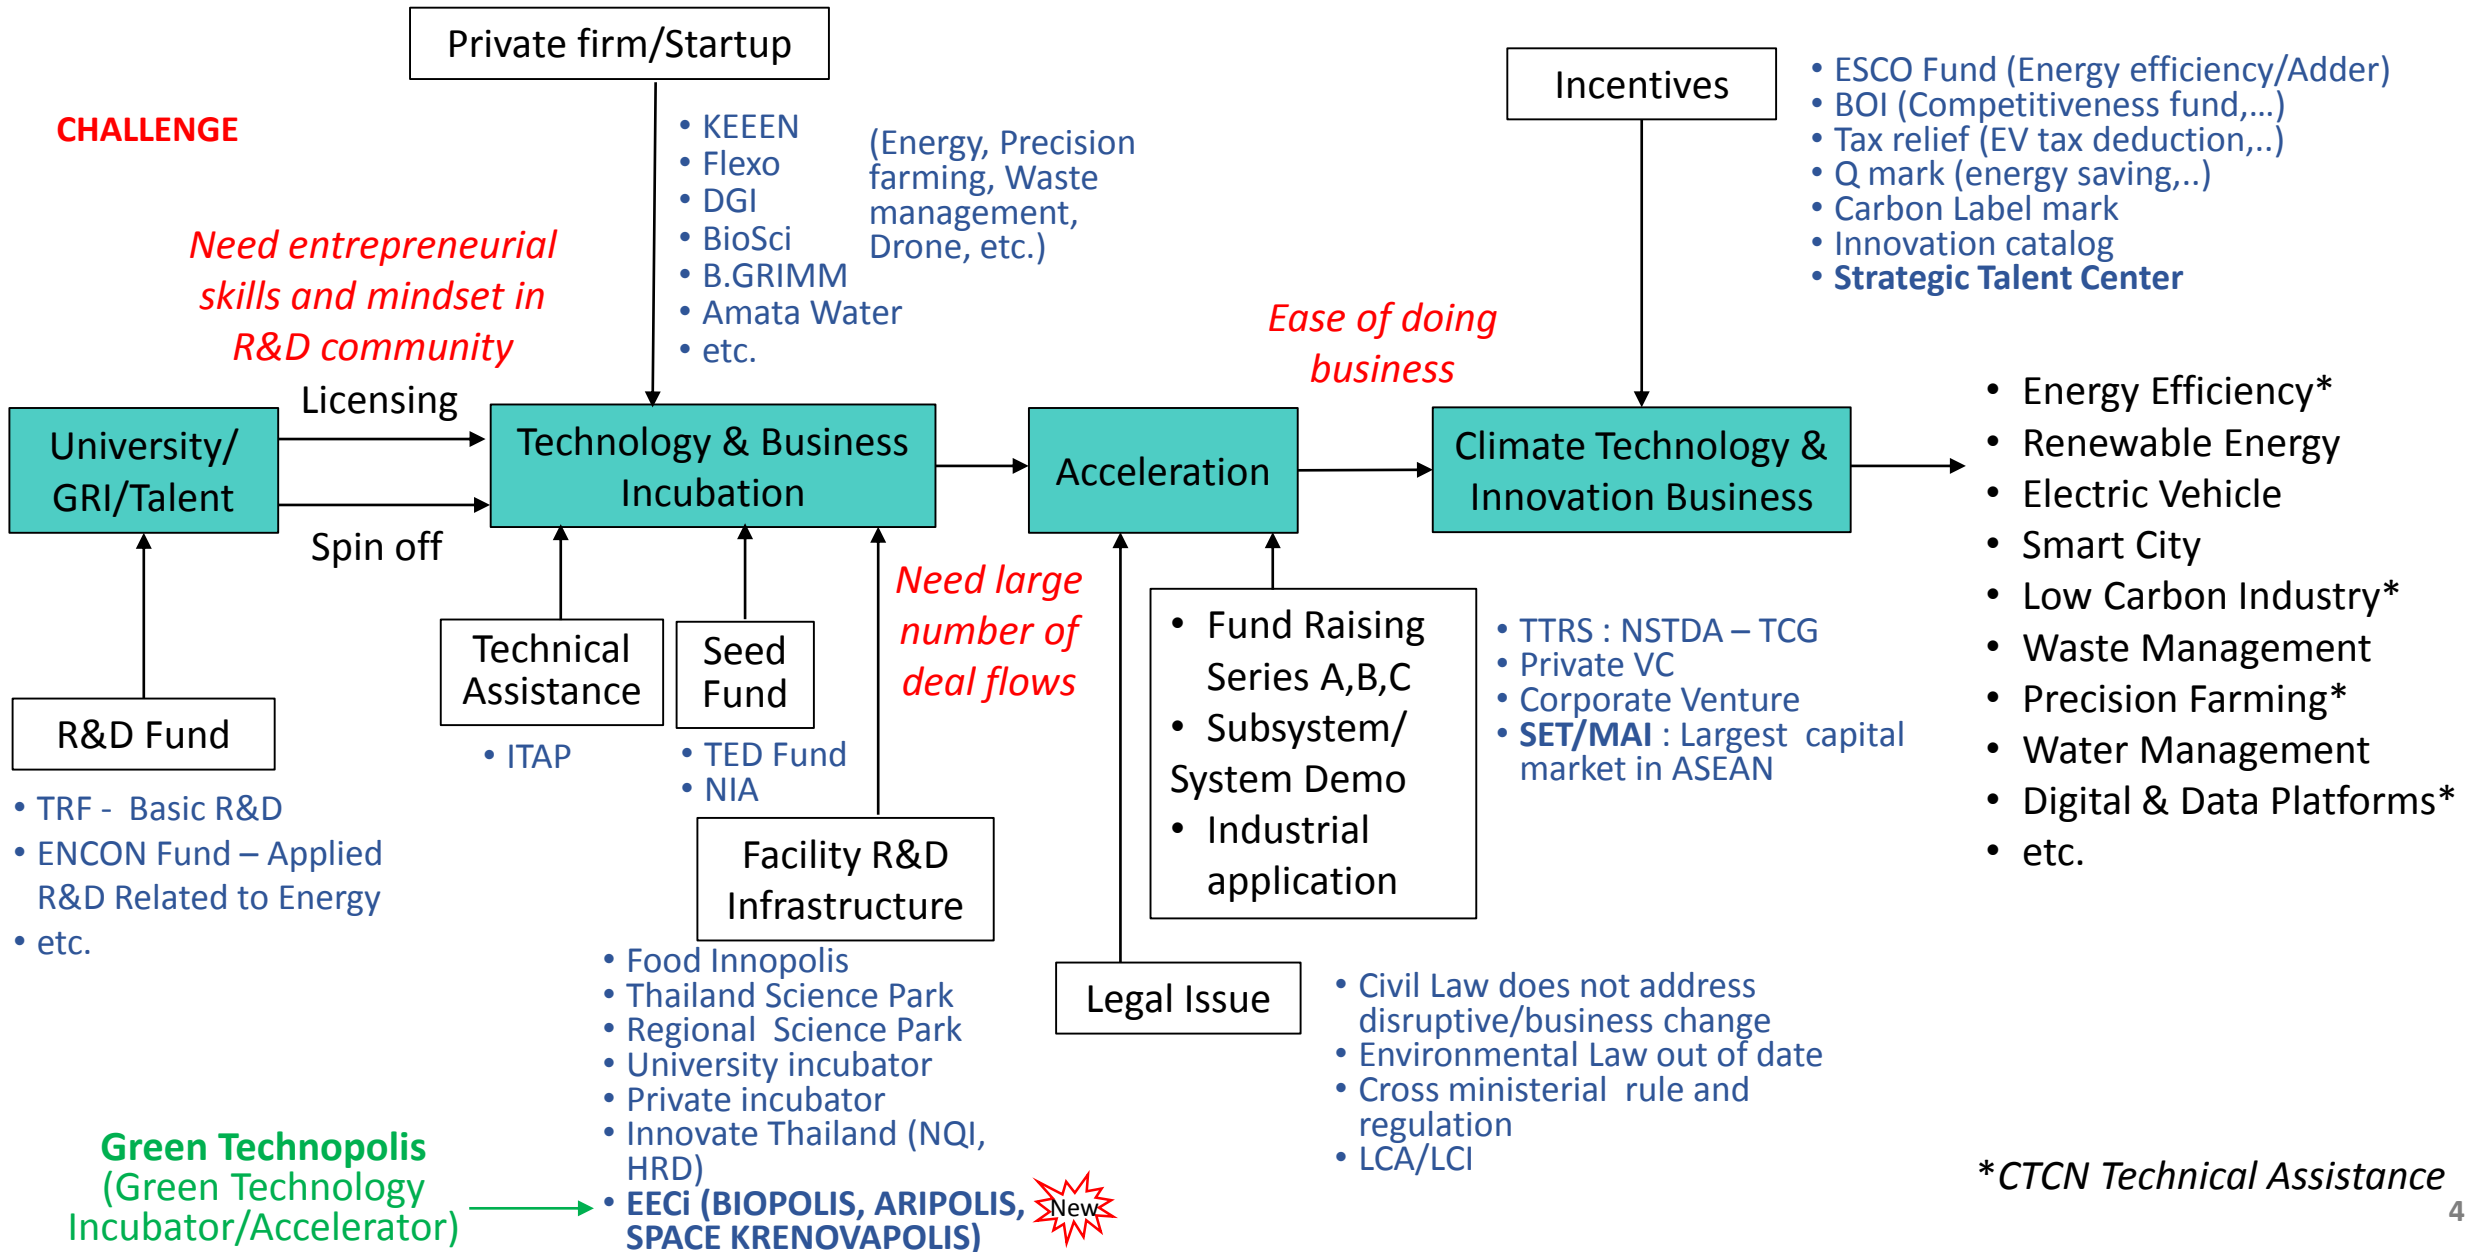 Private firm/Startup
CHALLENGE
• KEEEN
• Flexo
• DGI
• BioSci
• B.GRIMM
• Amata Water
• etc.
(Energy, Precision
farming, Waste
management,
Drone, etc.)
Incentives
• ESCO Fund (Energy efficiency/Adder)
• BOI (Competitiveness fund,...)
• Tax relief (EV tax deduction,..)
• Q mark (energy saving,..)
• Carbon Label mark
• Innovation catalog
• Strategic Talent Center
Need entrepreneurial
skills and mindset in
R&D community
Ease of doing
business
University/
GRI/Talent
Licensing
Spin off
Technology & Business
Incubation
Acceleration
Climate Technology &
Innovation Business
• Energy Efficiency*
• Renewable Energy
• Electric Vehicle
• Smart City
• Low Carbon Industry*
• Waste Management
• Precision Farming*
• Water Management
• Digital & Data Platforms*
• etc.
R&D Fund
• TRF - Basic R&D
• ENCON Fund – Applied
R&D Related to Energy
• etc.
Technical
Assistance
• ITAP
Seed
Fund
• TED Fund
• NIA
Need large
number of
deal flows
Facility R&D
Infrastructure
• Food Innopolis
• Thailand Science Park
• Regional Science Park
• University incubator
• Private incubator
• Innovate Thailand (NQI,
HRD)
• EECi (BIOPOLIS, ARIPOLIS,
SPACE KRENOVAPOLIS)
New
• Fund Raising
Series A,B,C
• Subsystem/
System Demo
• Industrial
application
• TTRS : NSTDA – TCG
• Private VC
• Corporate Venture
• SET/MAI : Largest capital
market in ASEAN
Legal Issue
• Civil Law does not address
disruptive/business change
• Environmental Law out of date
• Cross ministerial rule and
regulation
• LCA/LCI
Green Technopolis
(Green Technology
Incubator/Accelerator)
*CTCN Technical Assistance
4